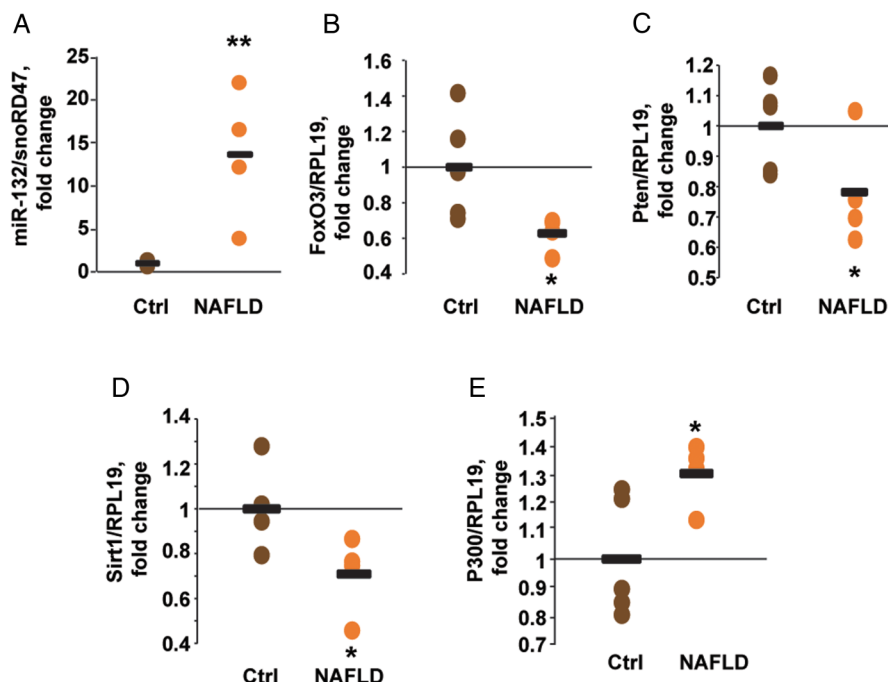 A
miR-132/snoRD47,
fold change
25
20
15
10
5
0
**
Ctrl
NAFLD
B
FoxO3/RPL19,
fold change
1.6
1.4
1.2
1
0.8
0.6
0.4
*
Ctrl
NAFLD
C
Pten/RPL19,
fold change
1.2
1.1
1
0.9
0.8
0.7
0.6
0.5
*
Ctrl
NAFLD
D
Sirt1/RPL19,
fold change
1.4
1.2
1
0.8
0.6
0.4
*
Ctrl
NAFLD
E
P300/RPL19,
fold change
1.5
1.4
1.3
1.2
1.1
1
0.9
0.8
0.7
*
Ctrl
NAFLD